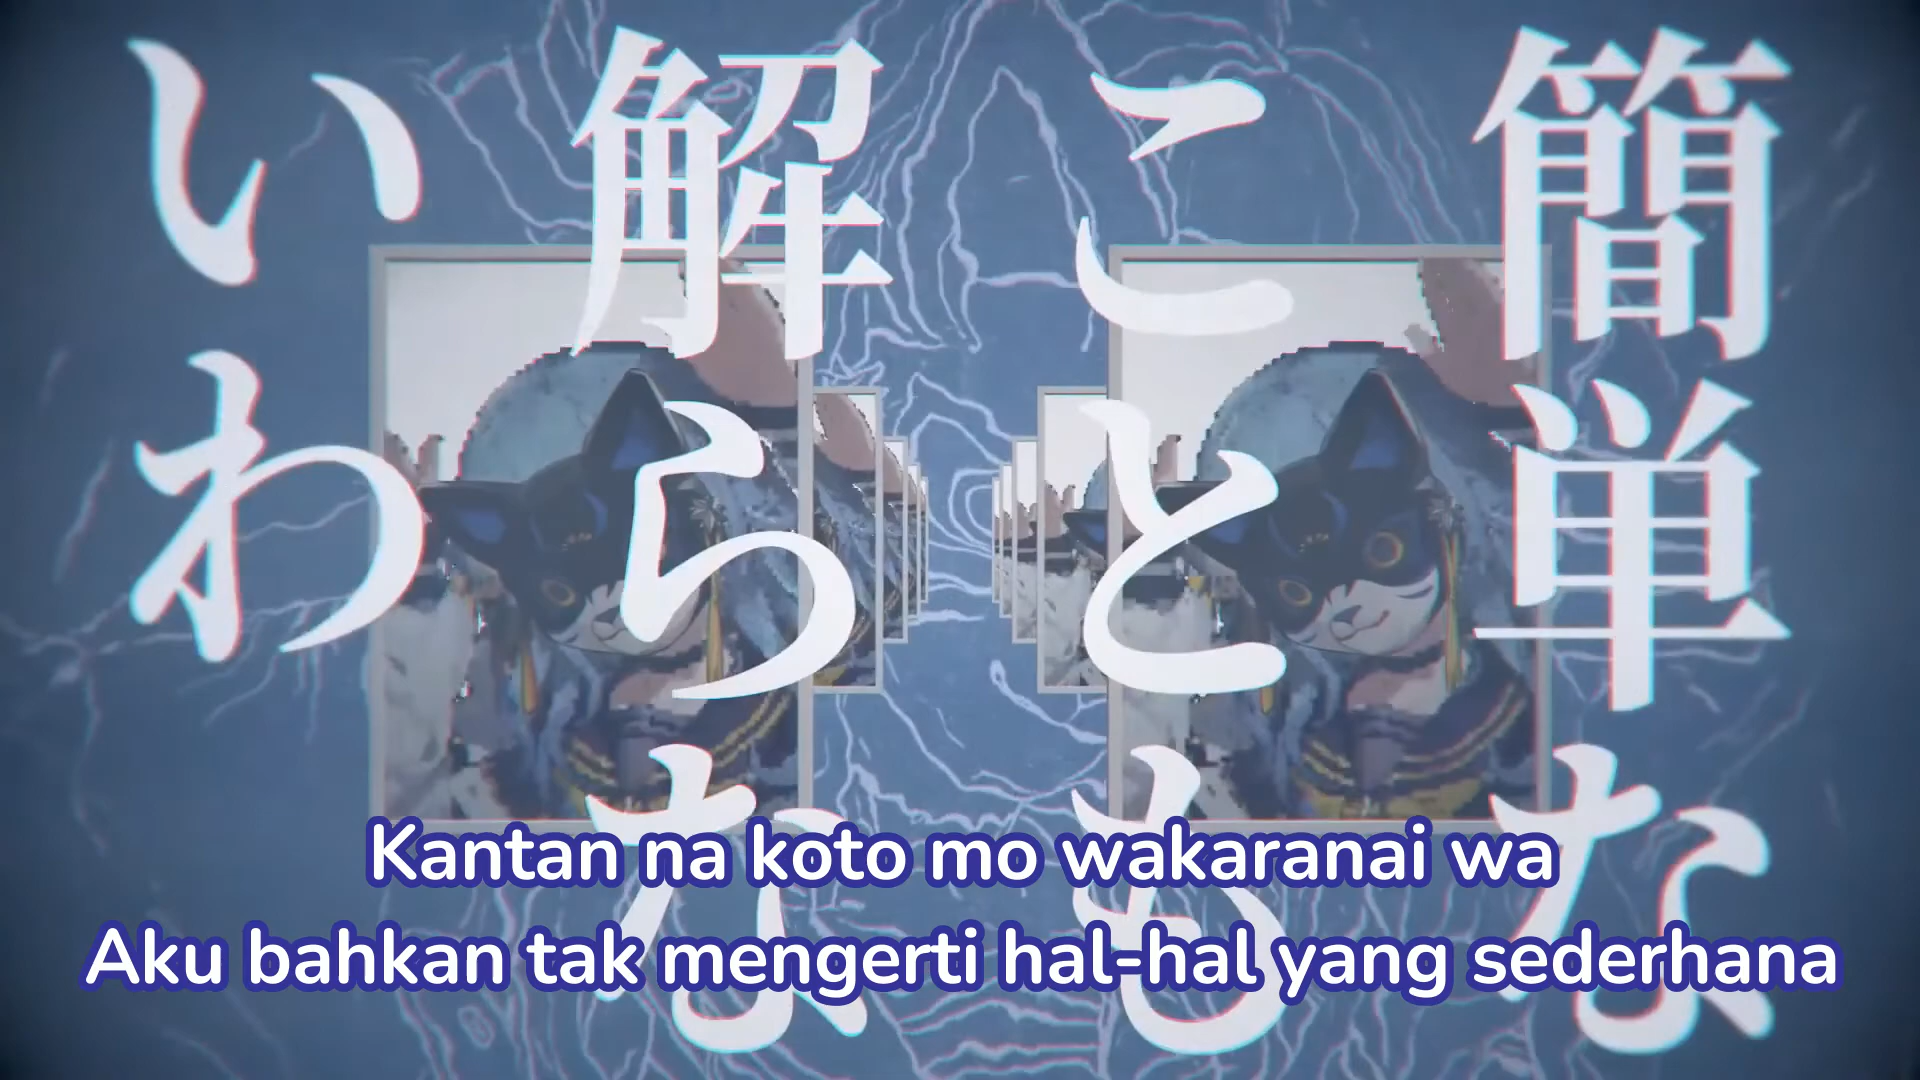 簡単な
ことも
解らな
いわ
Kantan na koto mo wakaranai wa
Aku bahkan tak mengerti hal-hal yang sederhana